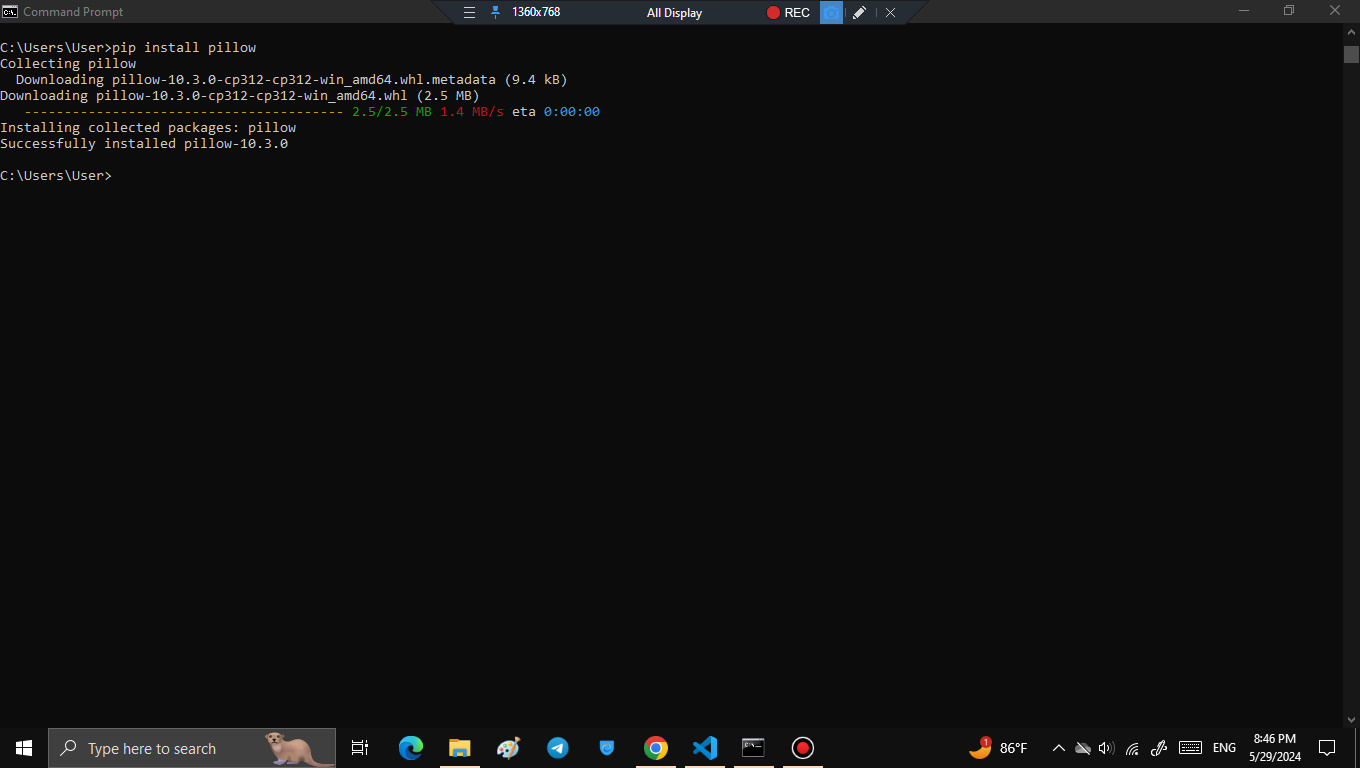 Command Prompt
1360x768
All Display
REC
C:\Users\User>pip install pillow
Collecting pillow
  Downloading pillow-10.3.0-cp312-cp312-win_amd64.whl.metadata (9.4 kB)
Downloading pillow-10.3.0-cp312-cp312-win_amd64.whl (2.5 MB)
   ---------------------------------------- 2.5/2.5 MB 1.4 MB/s eta 0:00:00
Installing collected packages: pillow
Successfully installed pillow-10.3.0
C:\Users\User>
Type here to search
1
86°F
ENG
8:46 PM
5/29/2024